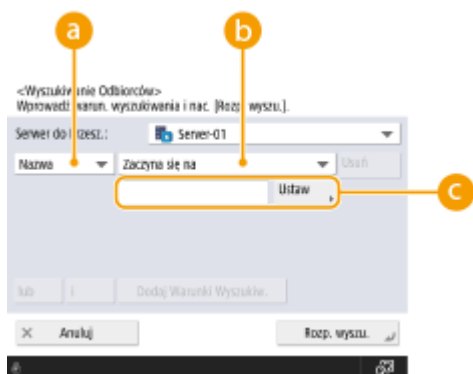 a b
<Wyszukiwanie Odbiorców>
Wprowadź warun. wyszukiwania i nac. [Rozp. wyszu.].
Serwer do Przesz.: Server-01
Nazwa Zaczyna się na Usuń
Ustaw c
lub i Dodaj Warunki Wyszukiw.
× Anuluj Rozp. wyszu.